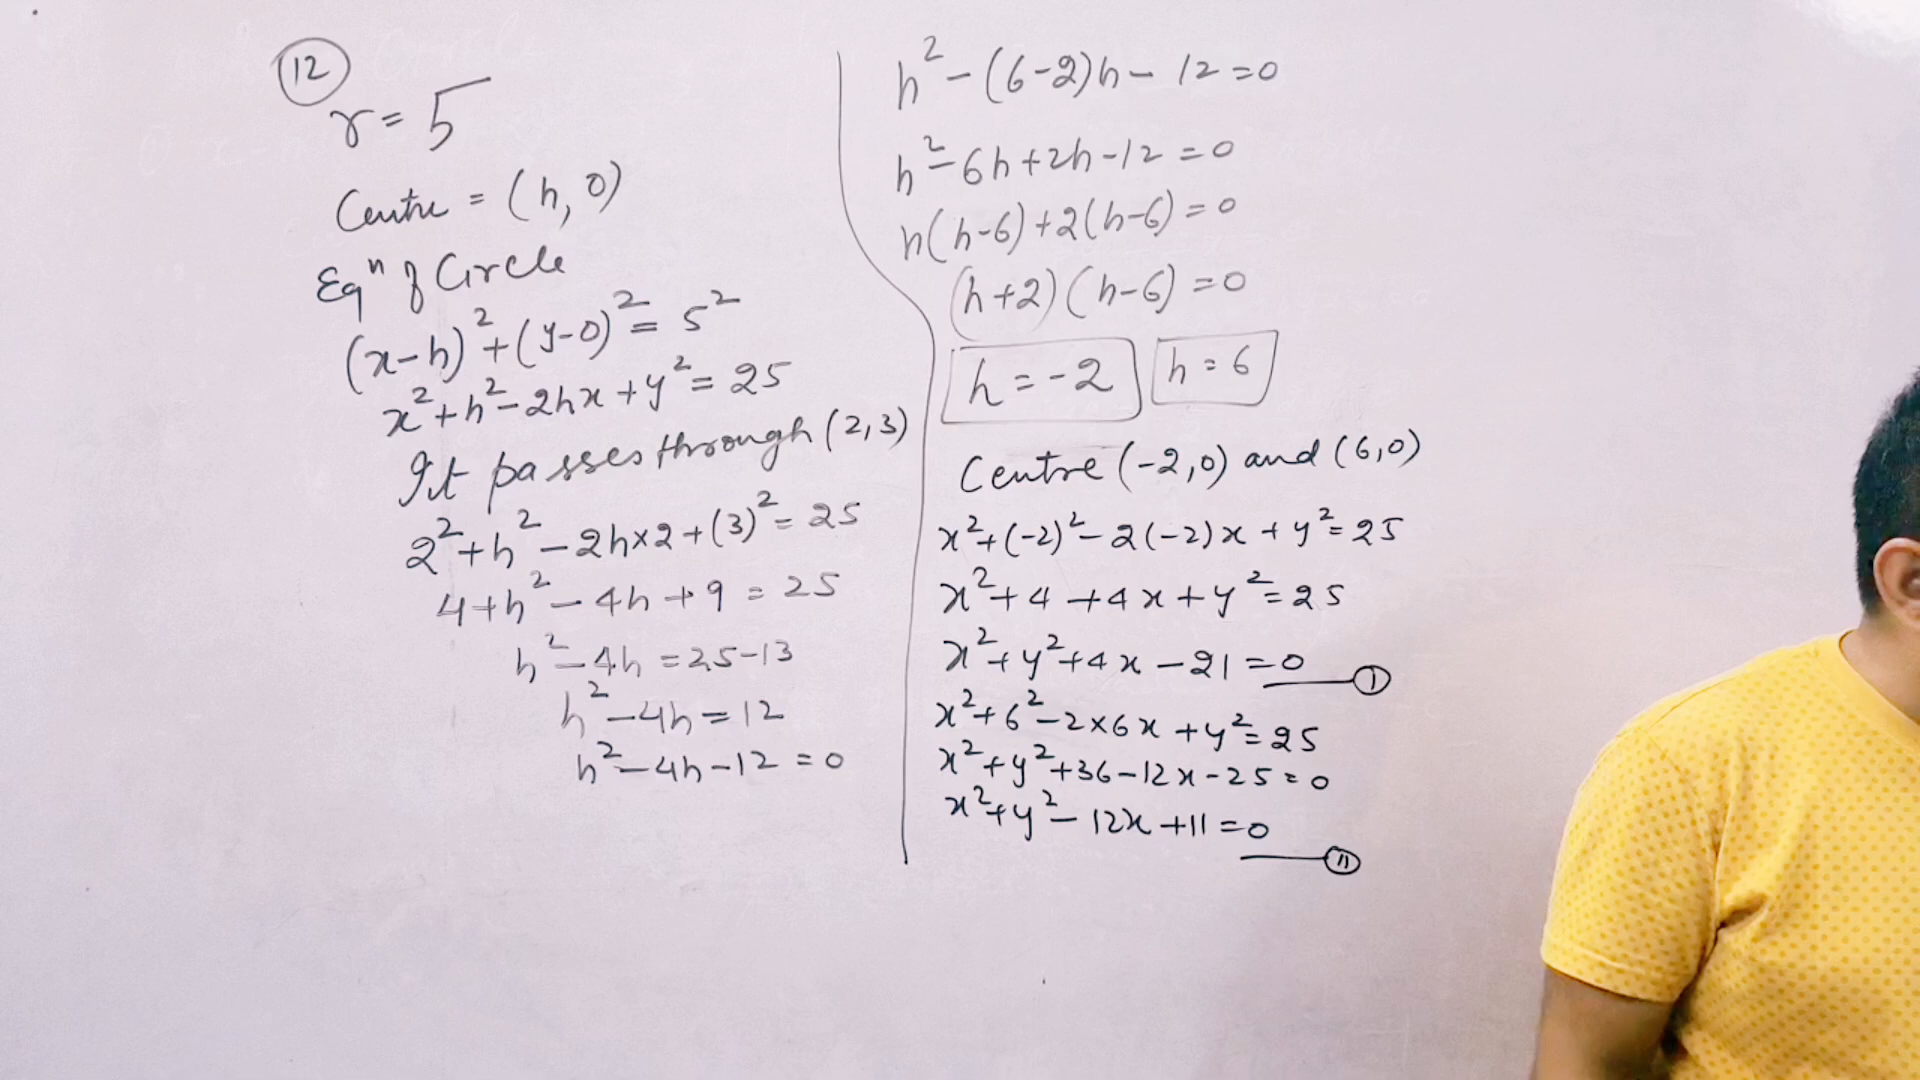 12
r = 5
Centre = (h, 0)
Eqⁿ of Circle
(x-h)² + (y-0)² = 5²
x² + h² - 2hx + y² = 25
It passes through (2,3)
2² + h² - 2h×2 + (3)² = 25
4 + h² - 4h + 9 = 25
h² - 4h = 25-13
h² - 4h = 12
h² - 4h - 12 = 0
h² - (6-2)h - 12 = 0
h² - 6h + 2h - 12 = 0
h(h-6) + 2(h-6) = 0
(h+2)(h-6) = 0
h = -2 h = 6
Centre (-2,0) and (6,0)
x² + (-2)² - 2(-2)x + y² = 25
x² + 4 + 4x + y² = 25
x² + y² + 4x - 21 = 0 — I
x² + 6² - 2×6x + y² = 25
x² + y² + 36 - 12x - 25 = 0
x² + y² - 12x + 11 = 0
— II